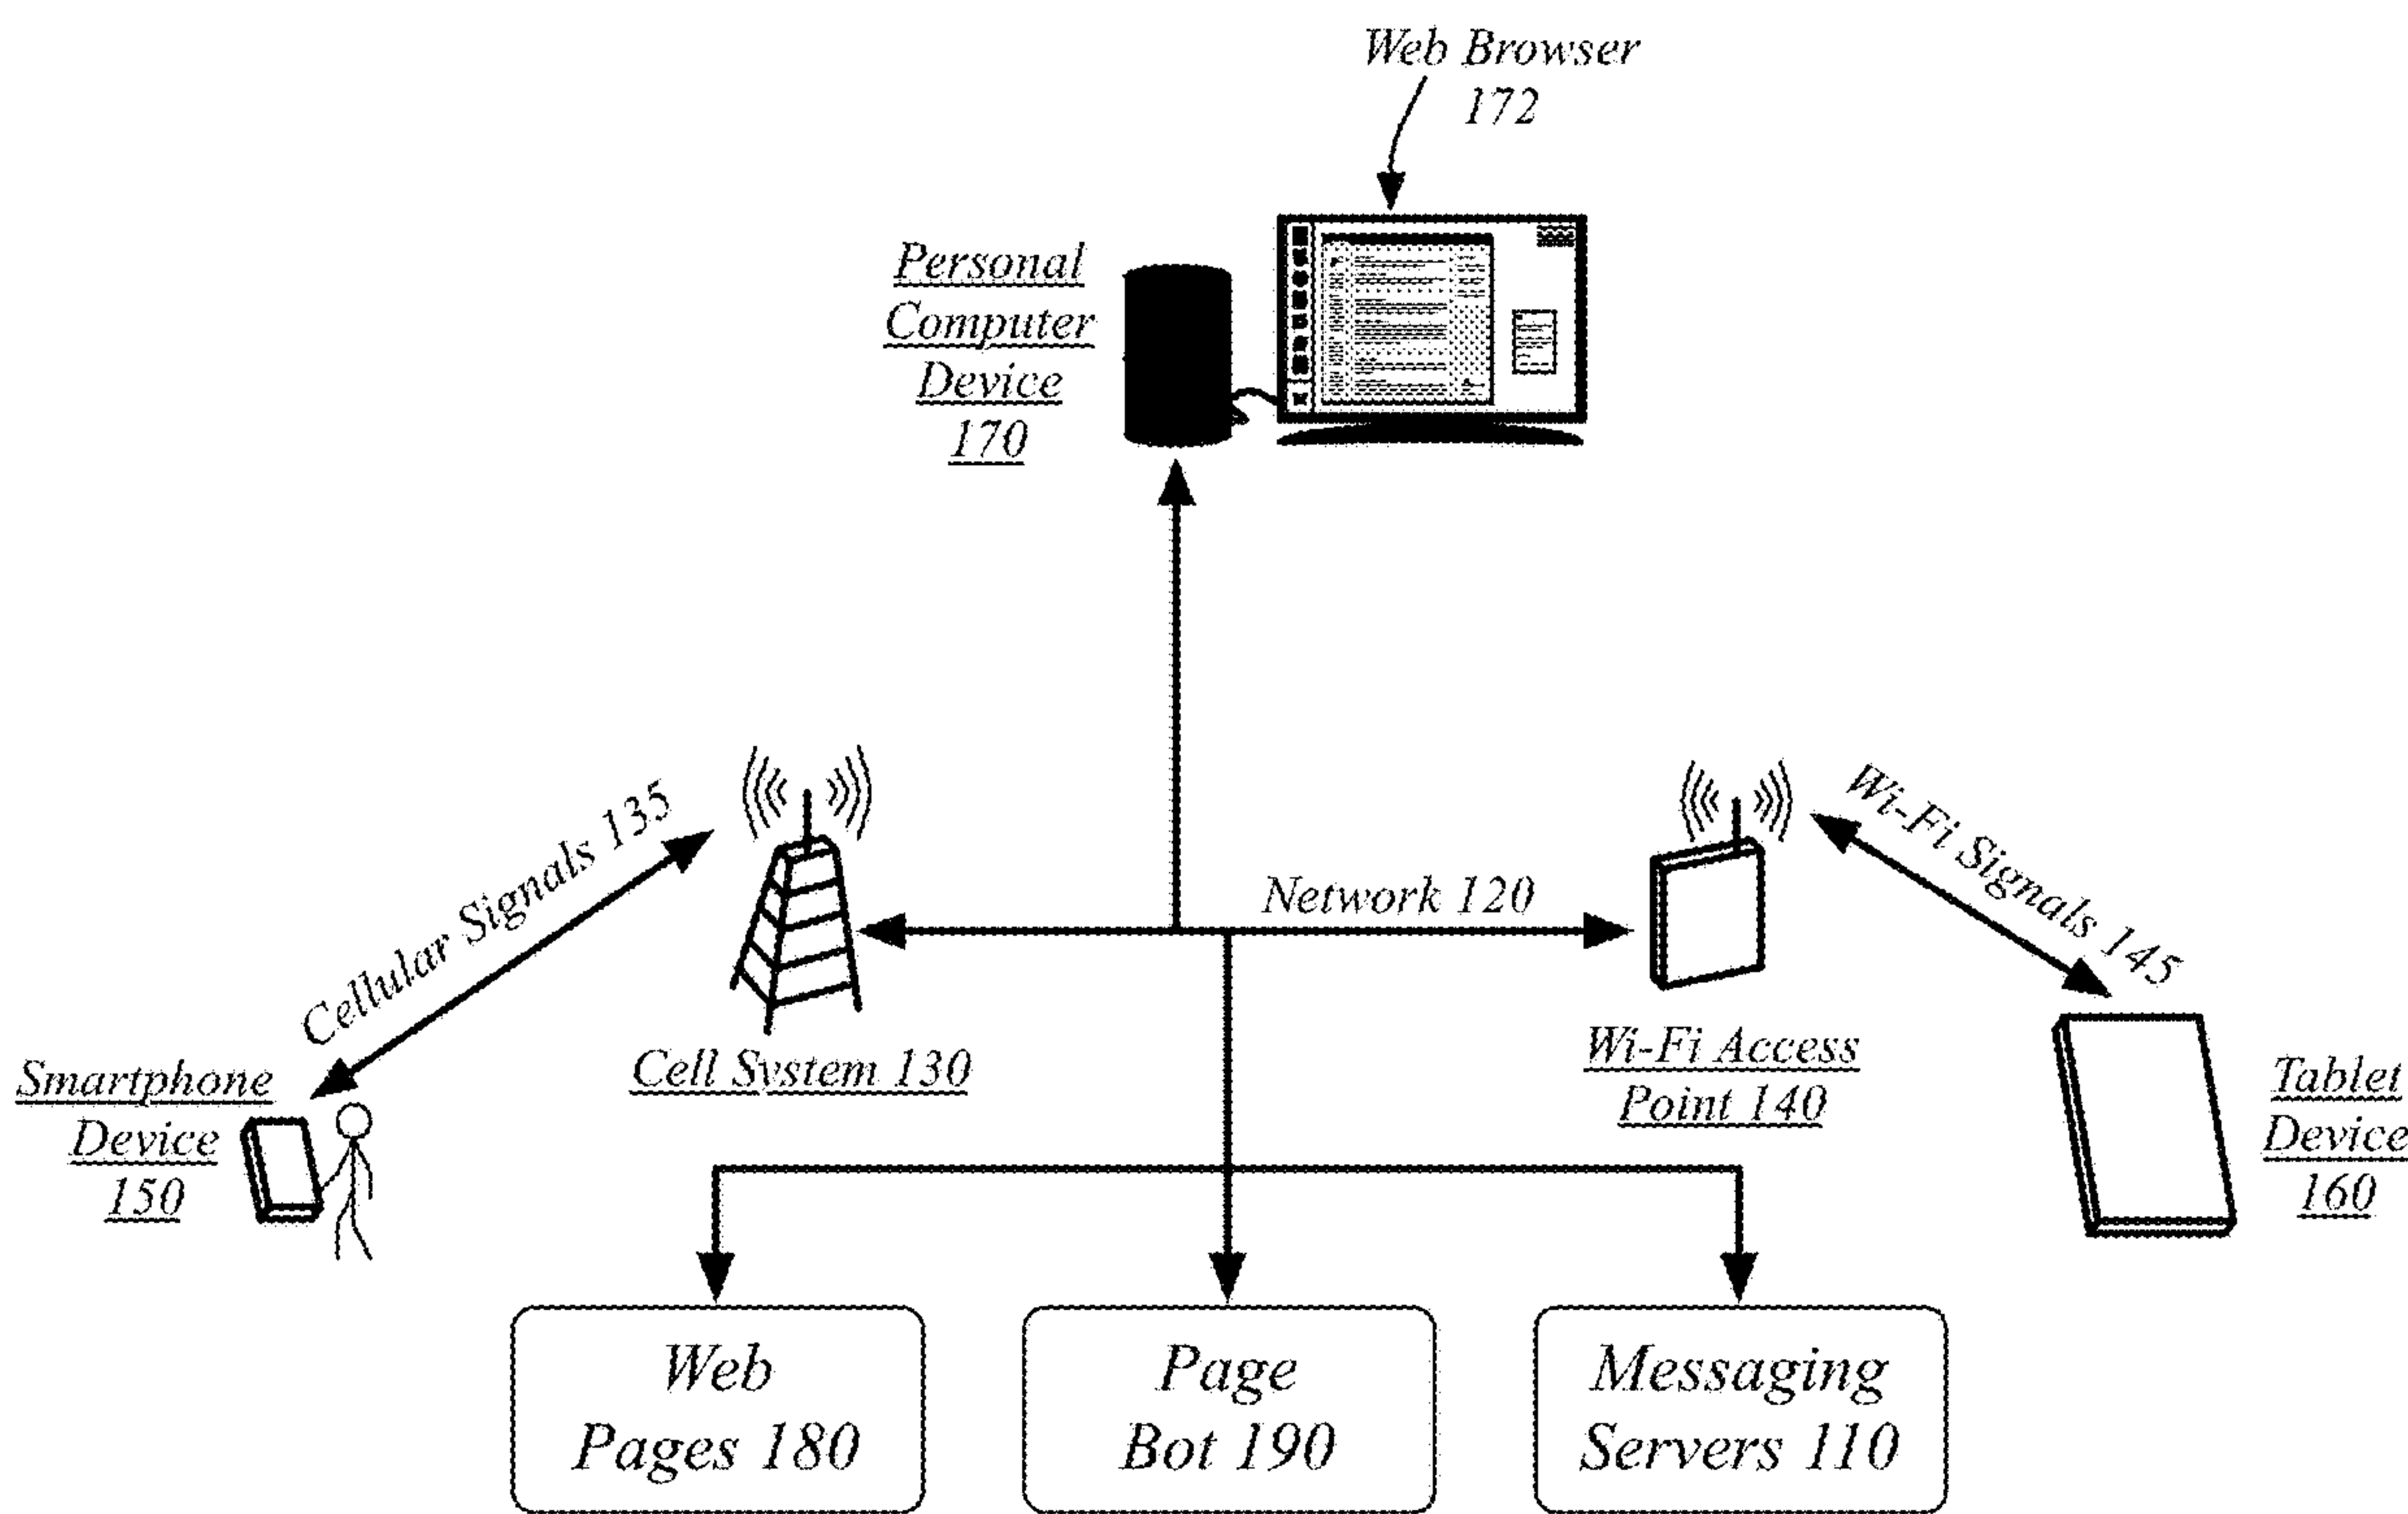 Web Browser
172
Personal
Computer
Device
170
Cellular Signals 135
Network 120
Wi-Fi Signals 145
Cell System 130
Wi-Fi Access
Point 140
Smartphone
Device
150
Tablet
Device
160
Web
Pages 180
Page
Bot 190
Messaging
Servers 110